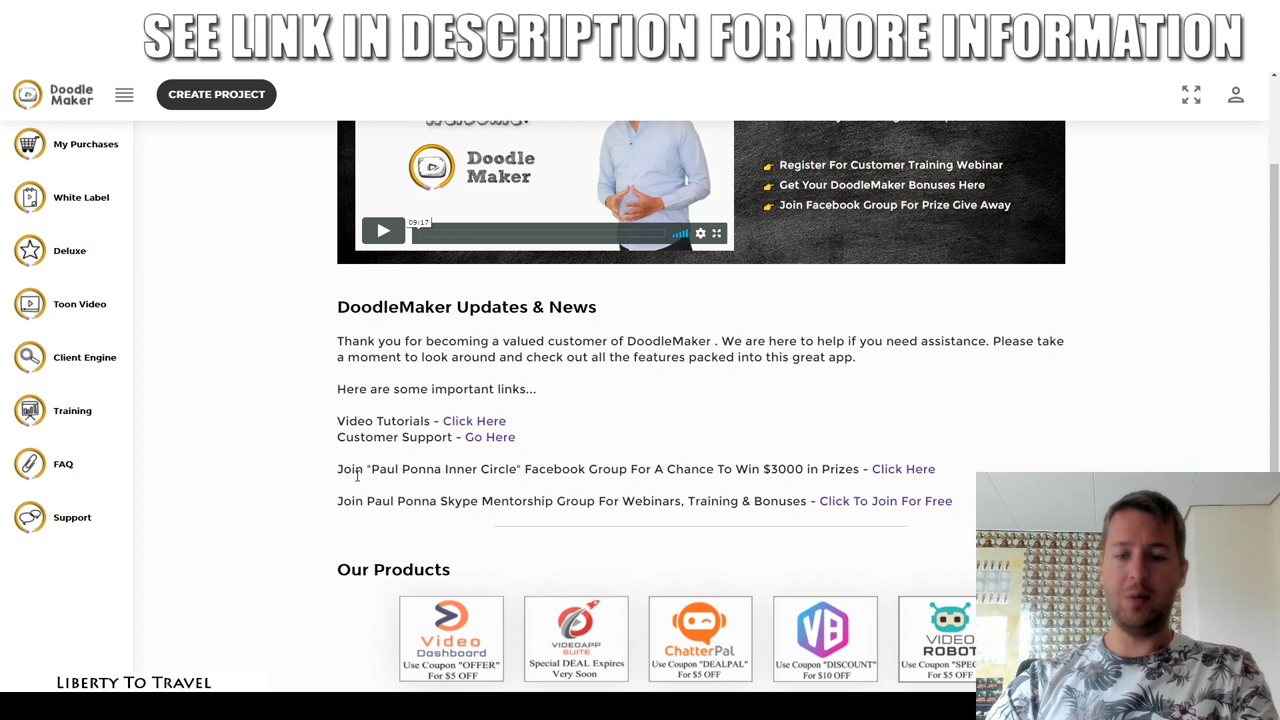 SEE LINK IN DESCRIPTION FOR MORE INFORMATION
Doodle
Maker
CREATE PROJECT
My Purchases
White Label
Deluxe
Toon Video
Client Engine
Training
FAQ
Support
Doodle
Maker
09:17
Register For Customer Training Webinar
Get Your DoodleMaker Bonuses Here
Join Facebook Group For Prize Give Away
DoodleMaker Updates & News
Thank you for becoming a valued customer of DoodleMaker . We are here to help if you need assistance. Please take
a moment to look around and check out all the features packed into this great app.
Here are some important links...
Video Tutorials - Click Here
Customer Support - Go Here
Join "Paul Ponna Inner Circle" Facebook Group For A Chance To Win $3000 in Prizes - Click Here
Join Paul Ponna Skype Mentorship Group For Webinars, Training & Bonuses - Click To Join For Free
Our Products
Video
Dashboard
Use Coupon "OFFER"
For $5 OFF
VIDEOAPP
SUITE
Special DEAL Expires
Very Soon
ChatterPal
Use Coupon "DEALPAL"
For $5 OFF
VB
Use Coupon "DISCOUNT"
For $10 OFF
VIDEO
ROBOT
Use Coupon "SPEC
For $5 OFF
LIBERTY TO TRAVEL